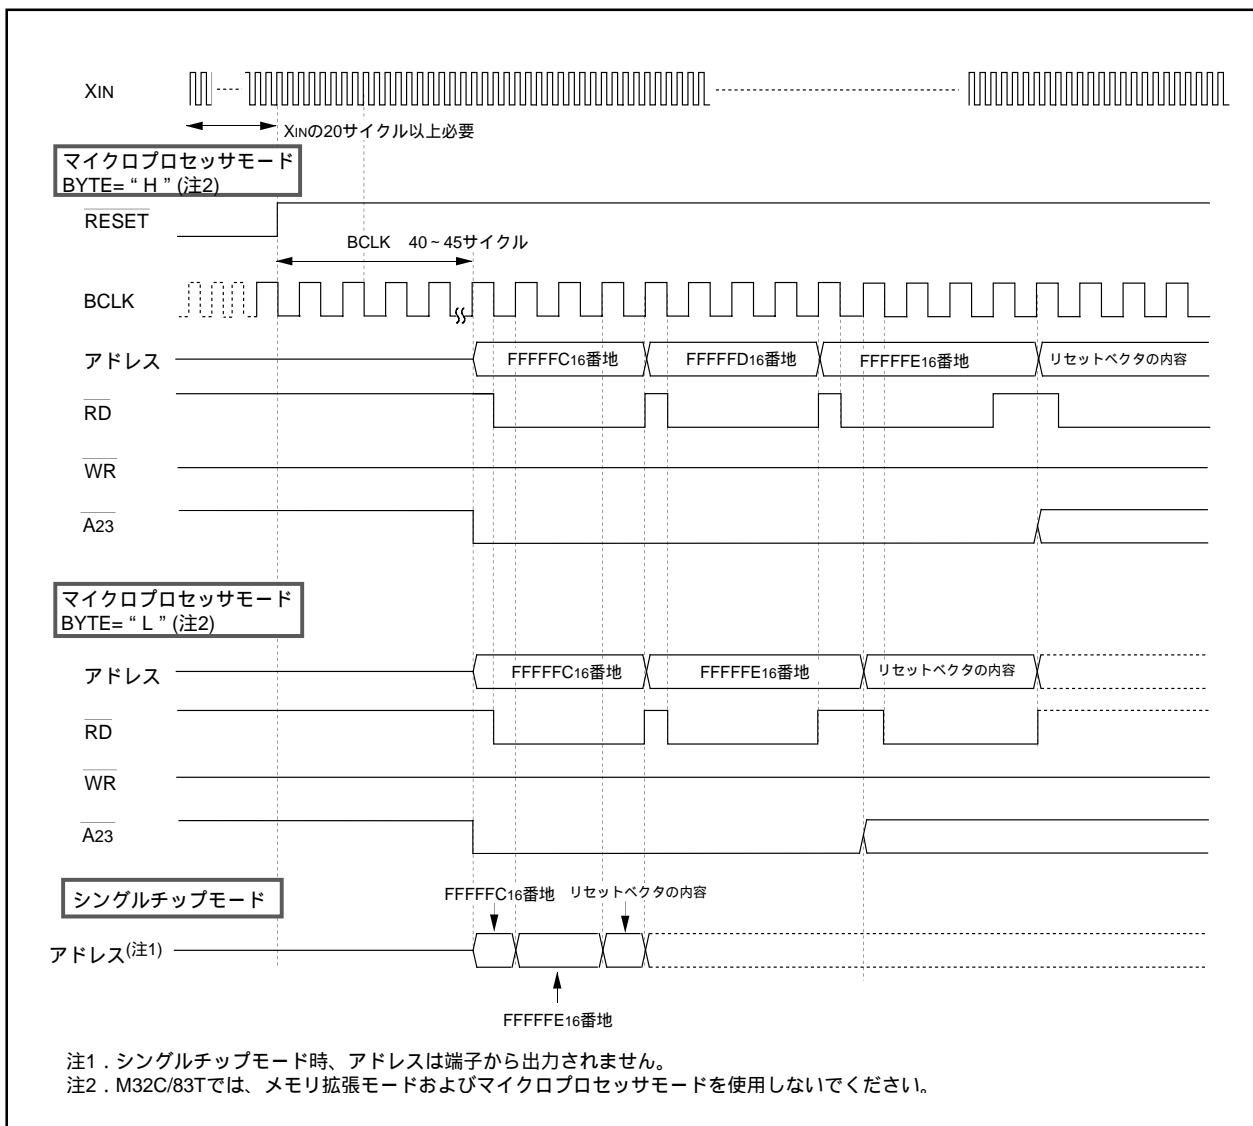 XIN
XINの20サイクル以上必要
マイクロプロセッサモード
BYTE= “ H ” (注2)
RESET
BCLK　40~45サイクル
BCLK
アドレス
FFFFFC16番地
FFFFFD16番地
FFFFFE16番地
リセットベクタの内容
RD
WR
A23
マイクロプロセッサモード
BYTE= “ L ” (注2)
アドレス
FFFFFC16番地
FFFFFE16番地
リセットベクタの内容
RD
WR
A23
シングルチップモード
FFFFFC16番地
リセットベクタの内容
アドレス(注1)
FFFFFE16番地
注1．シングルチップモード時、アドレスは端子から出力されません。
注2．M32C/83Tでは、メモリ拡張モードおよびマイクロプロセッサモードを使用しないでください。